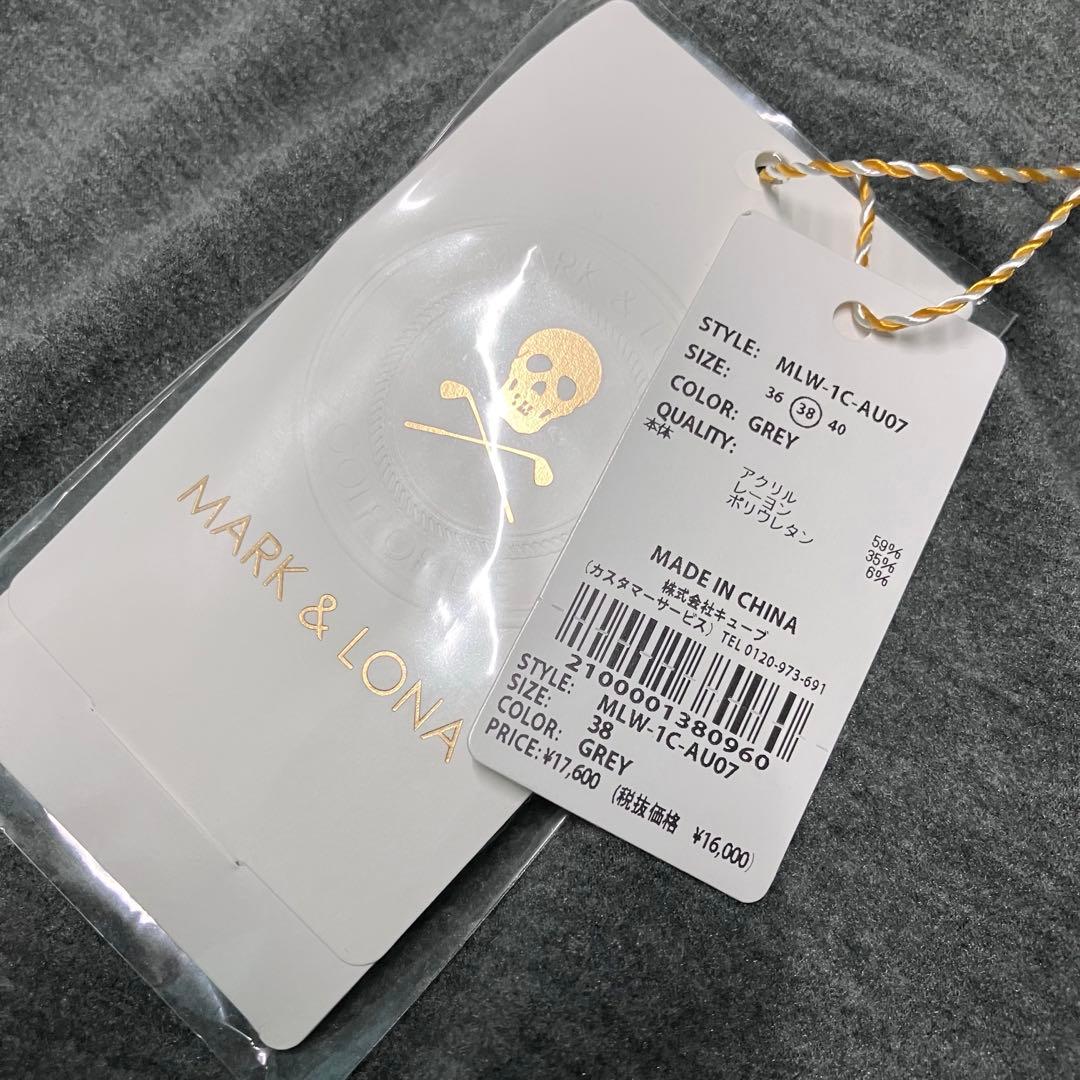 MARK & L
GOLF
MARK & LONA
STYLE: MLW-1C-AU07
SIZE: 36 38 40
COLOR: GREY
QUALITY:
本体
アクリル 59%
レーヨン 35%
ポリウレタン 6%
MADE IN CHINA
株式会社キューブ
(カスタマーサービス) TEL 0120-973-691
2100001380960
STYLE: MLW-1C-AU07
SIZE: 38
COLOR: GREY
PRICE: ¥17,600 (税抜価格 ¥16,000)